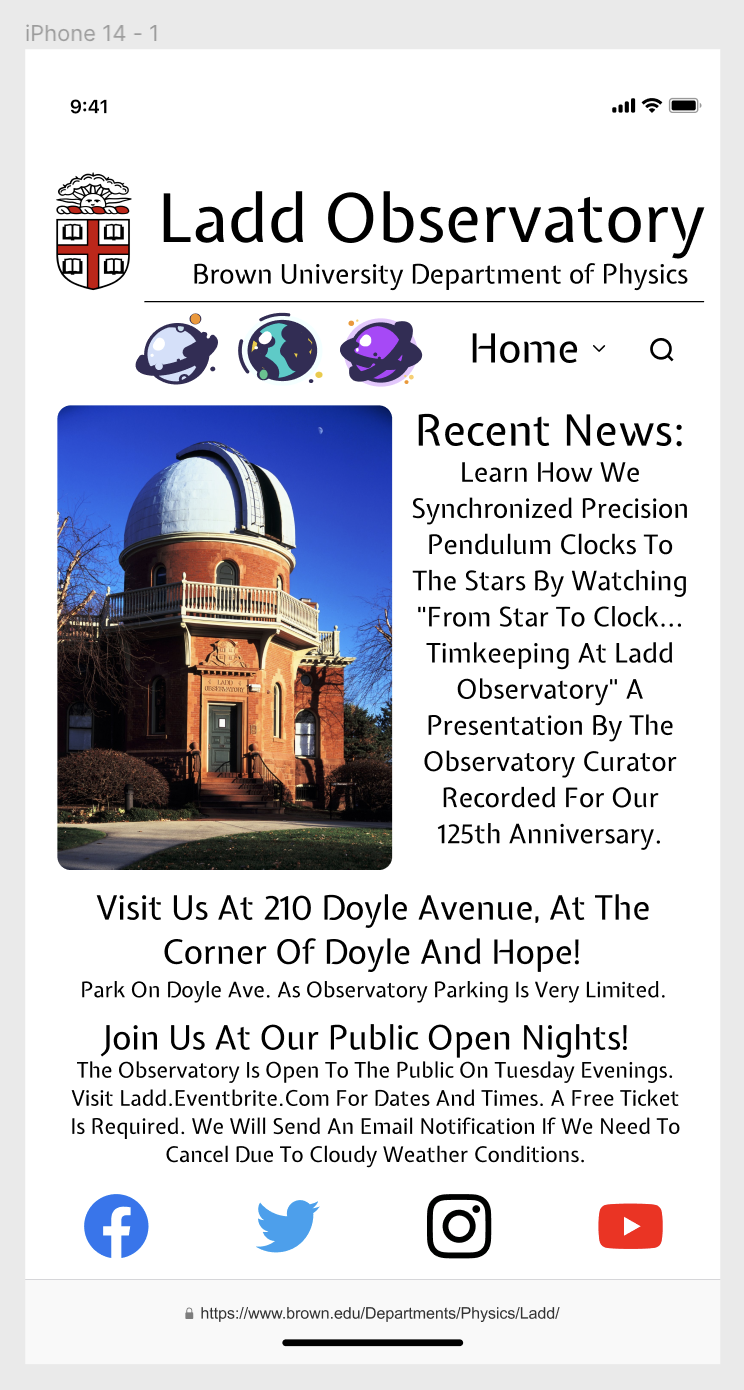 iPhone 14 - 1
9:41
Ladd Observatory
Brown University Department of Physics
Home
Recent News:
Learn How We
Synchronized Precision
Pendulum Clocks To
The Stars By Watching
"From Star To Clock...
Timkeeping At Ladd
Observatory" A
Presentation By The
Observatory Curator
Recorded For Our
125th Anniversary.
LADD
OBSERVATORY
Visit Us At 210 Doyle Avenue, At The
Corner Of Doyle And Hope!
Park On Doyle Ave. As Observatory Parking Is Very Limited.
Join Us At Our Public Open Nights!
The Observatory Is Open To The Public On Tuesday Evenings.
Visit Ladd.Eventbrite.Com For Dates And Times. A Free Ticket
Is Required. We Will Send An Email Notification If We Need To
Cancel Due To Cloudy Weather Conditions.
https://www.brown.edu/Departments/Physics/Ladd/